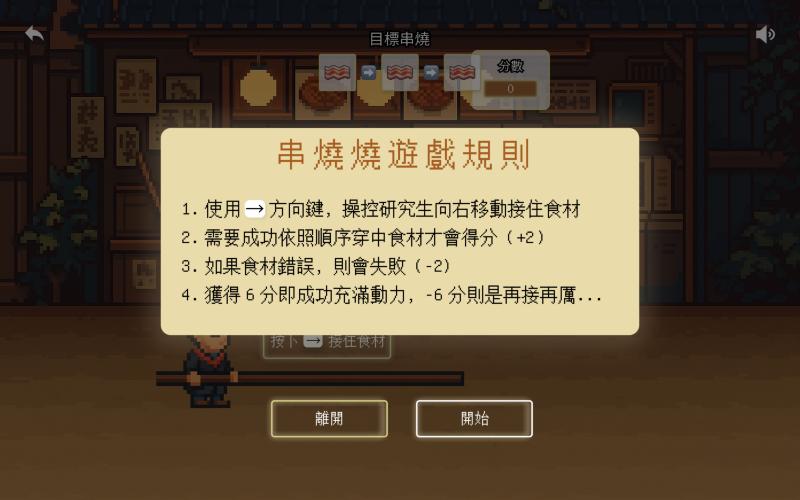 目標串燒
分數
0
串燒燒遊戲規則
1. 使用 → 方向鍵，操控研究生向右移動接住食材
2. 需要成功依照順序穿中食材才會得分（+2）
3. 如果食材錯誤，則會失敗（-2）
4. 獲得 6 分即成功充滿動力，-6 分則是再接再厲...
按下 → 接住食材
離開
開始